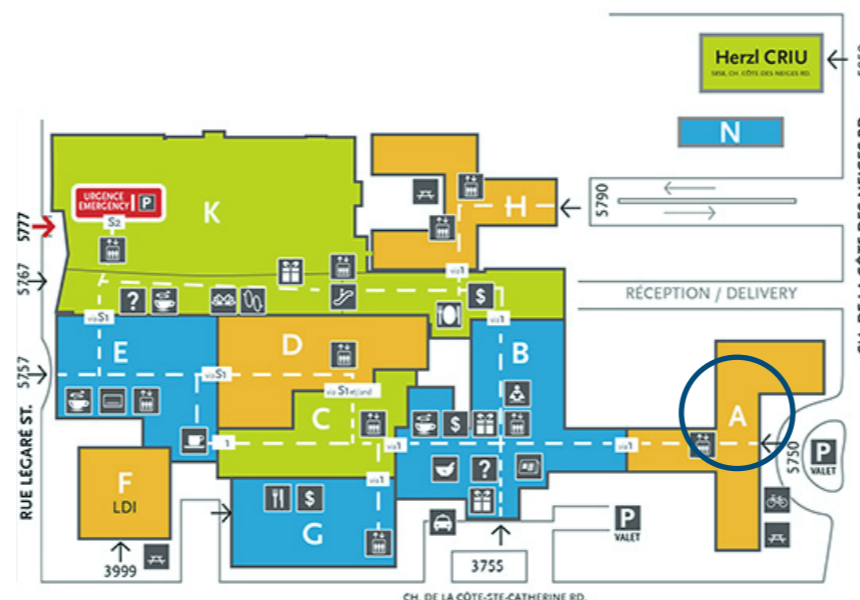 Herzl CRIU
5858, CH. CÔTE DES NEIGES RD.
N
URGENCE
EMERGENCY
P
S2
K
H
5790
5777
5767
via 1
?
$
RÉCEPTION / DELIVERY
via S1
via 1
E
D
B
5757
via S1
via S1 et/and
C
A
$
1
via 1
via 1
5750
P
VALET
RUE LÉGARÉ ST.
F
LDI
via 1
?
$
G
P
VALET
3999
3755
CH. DE LA CÔTE-STE-CATHERINE RD.